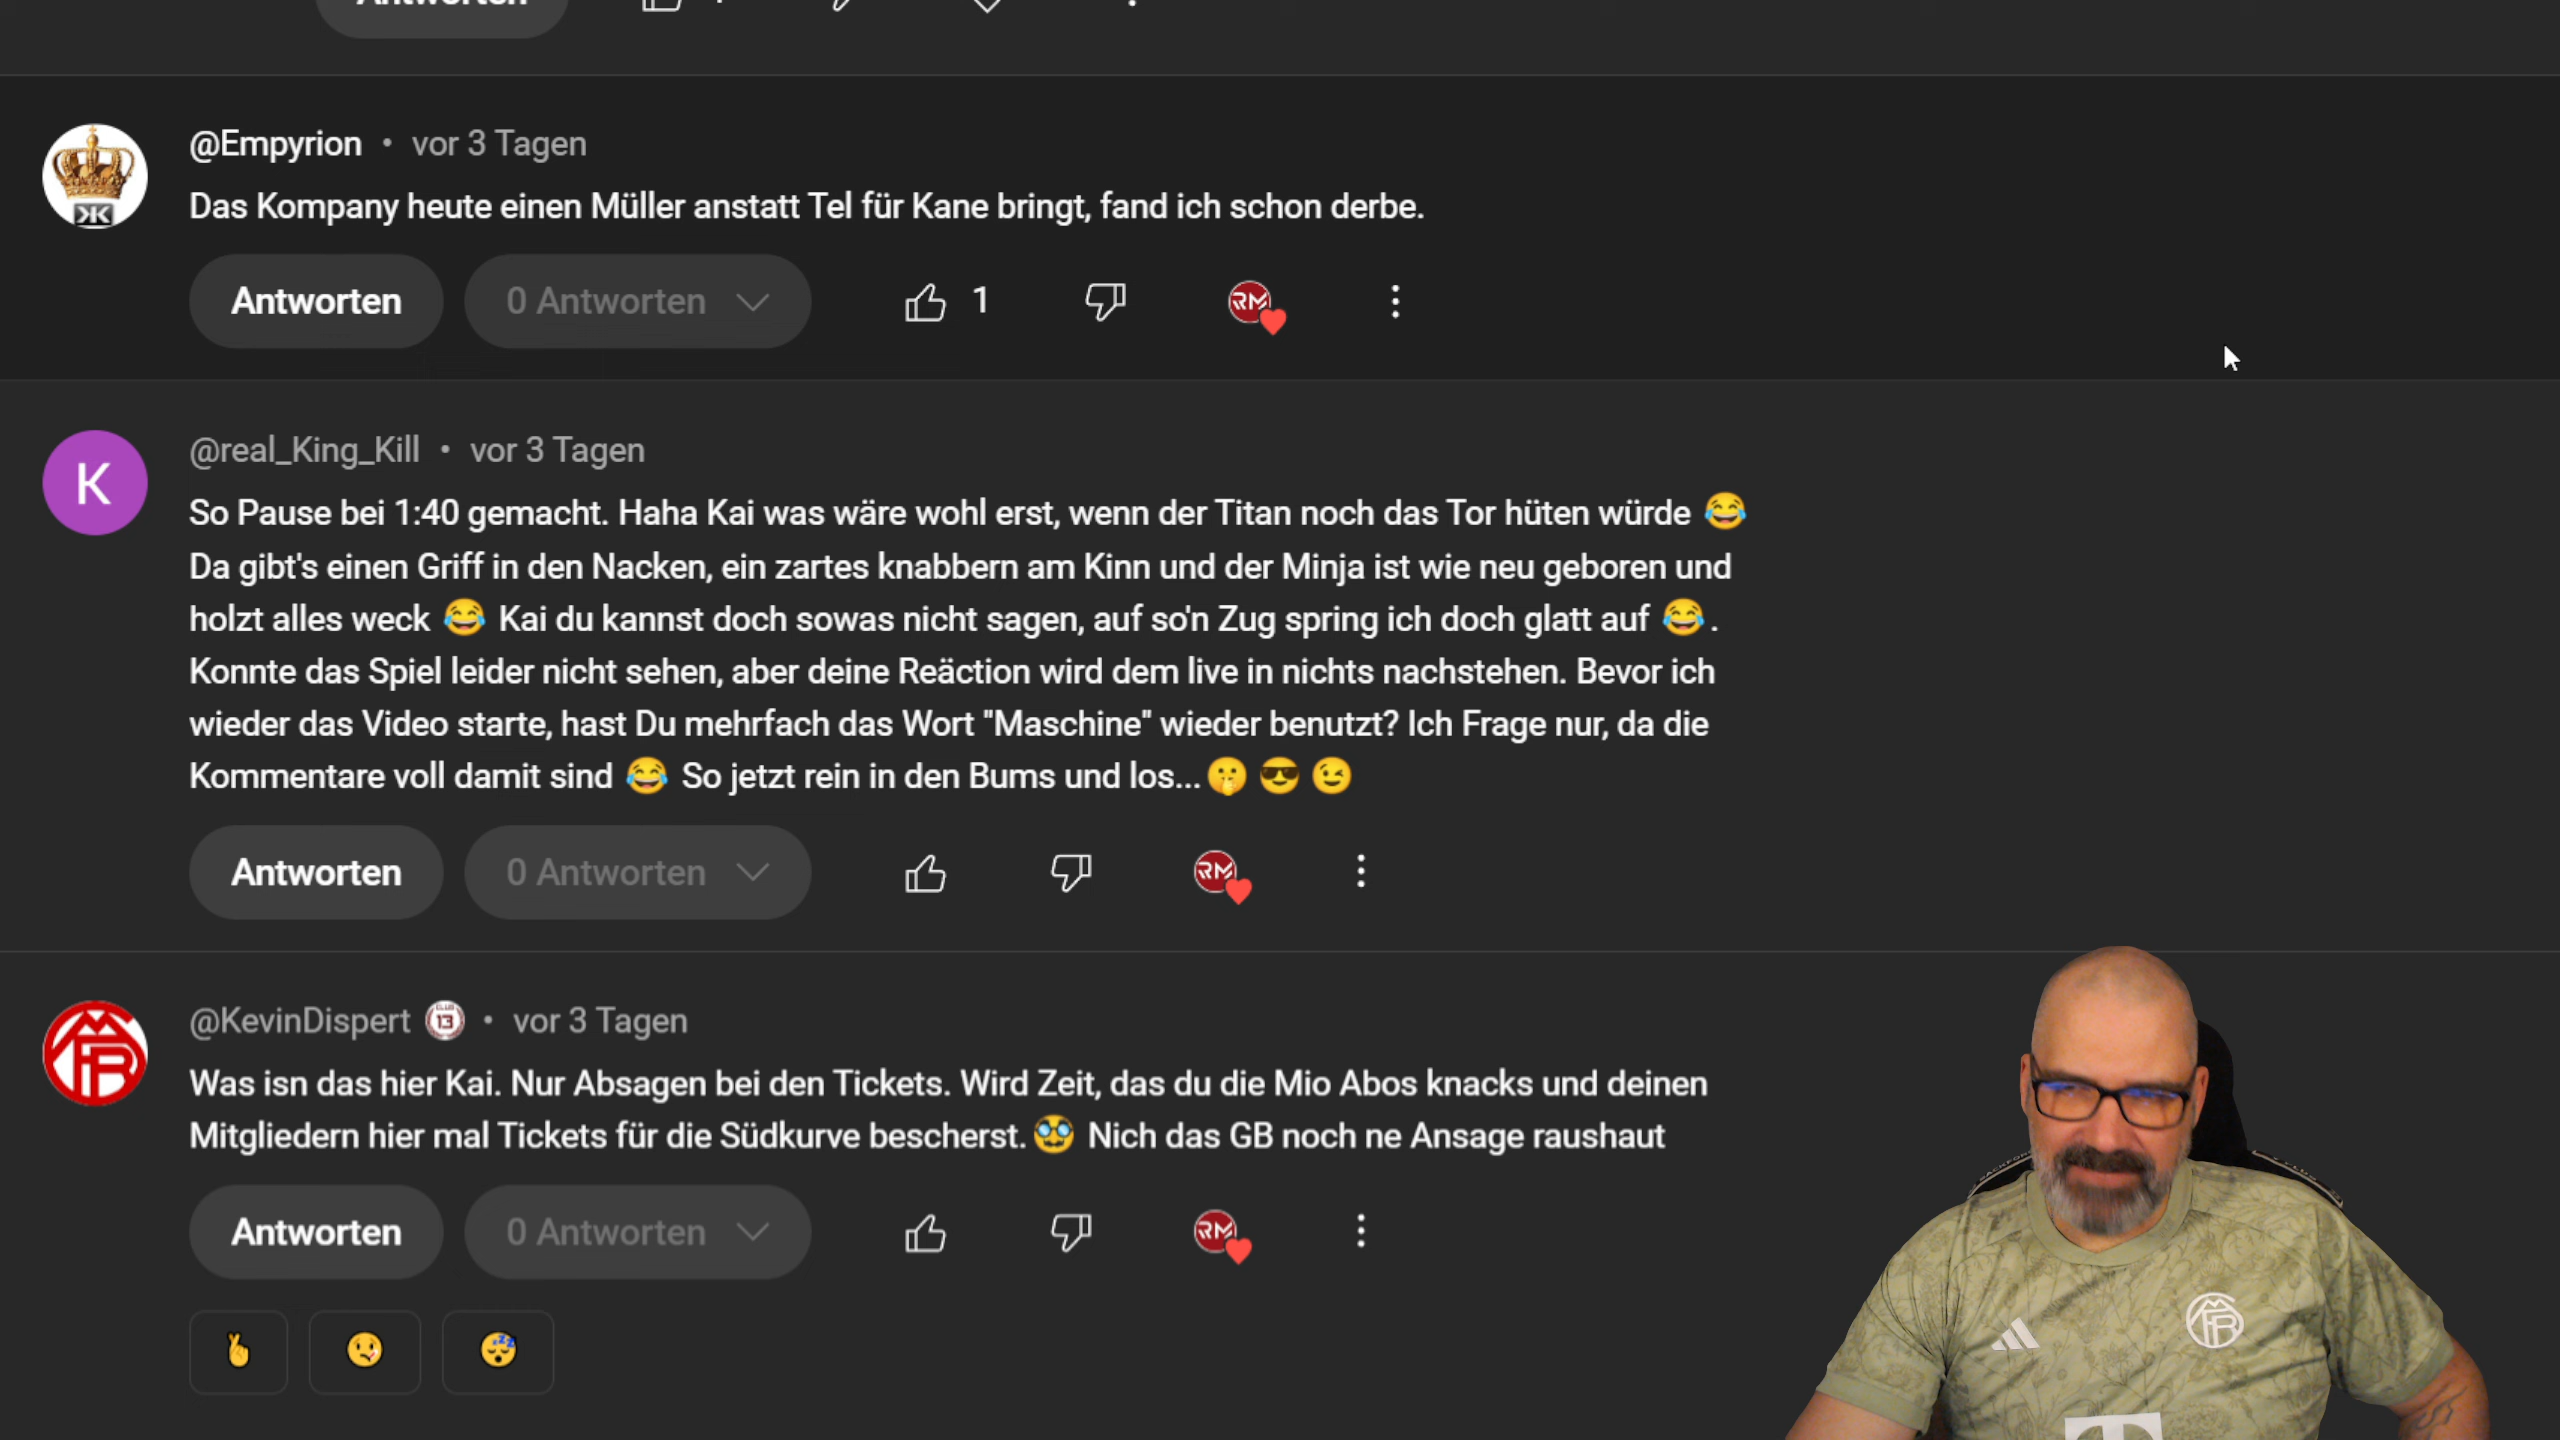 Antworten
@Empyrion • vor 3 Tagen
Das Kompany heute einen Müller anstatt Tel für Kane bringt, fand ich schon derbe.
Antworten 0 Antworten 1 RM
K @real_King_Kill • vor 3 Tagen
So Pause bei 1:40 gemacht. Haha Kai was wäre wohl erst, wenn der Titan noch das Tor hüten würde 😂
Da gibt's einen Griff in den Nacken, ein zartes knabbern am Kinn und der Minja ist wie neu geboren und
holzt alles weck 😂 Kai du kannst doch sowas nicht sagen, auf so'n Zug spring ich doch glatt auf 😂.
Konnte das Spiel leider nicht sehen, aber deine Reäction wird dem live in nichts nachstehen. Bevor ich
wieder das Video starte, hast Du mehrfach das Wort "Maschine" wieder benutzt? Ich Frage nur, da die
Kommentare voll damit sind 😂 So jetzt rein in den Bums und los...🤫 😎 😉
Antworten 0 Antworten RM
@KevinDispert 13 • vor 3 Tagen
Was isn das hier Kai. Nur Absagen bei den Tickets. Wird Zeit, das du die Mio Abos knacks und deinen
Mitgliedern hier mal Tickets für die Südkurve bescherst.🥸 Nich das GB noch ne Ansage raushaut
Antworten 0 Antworten RM